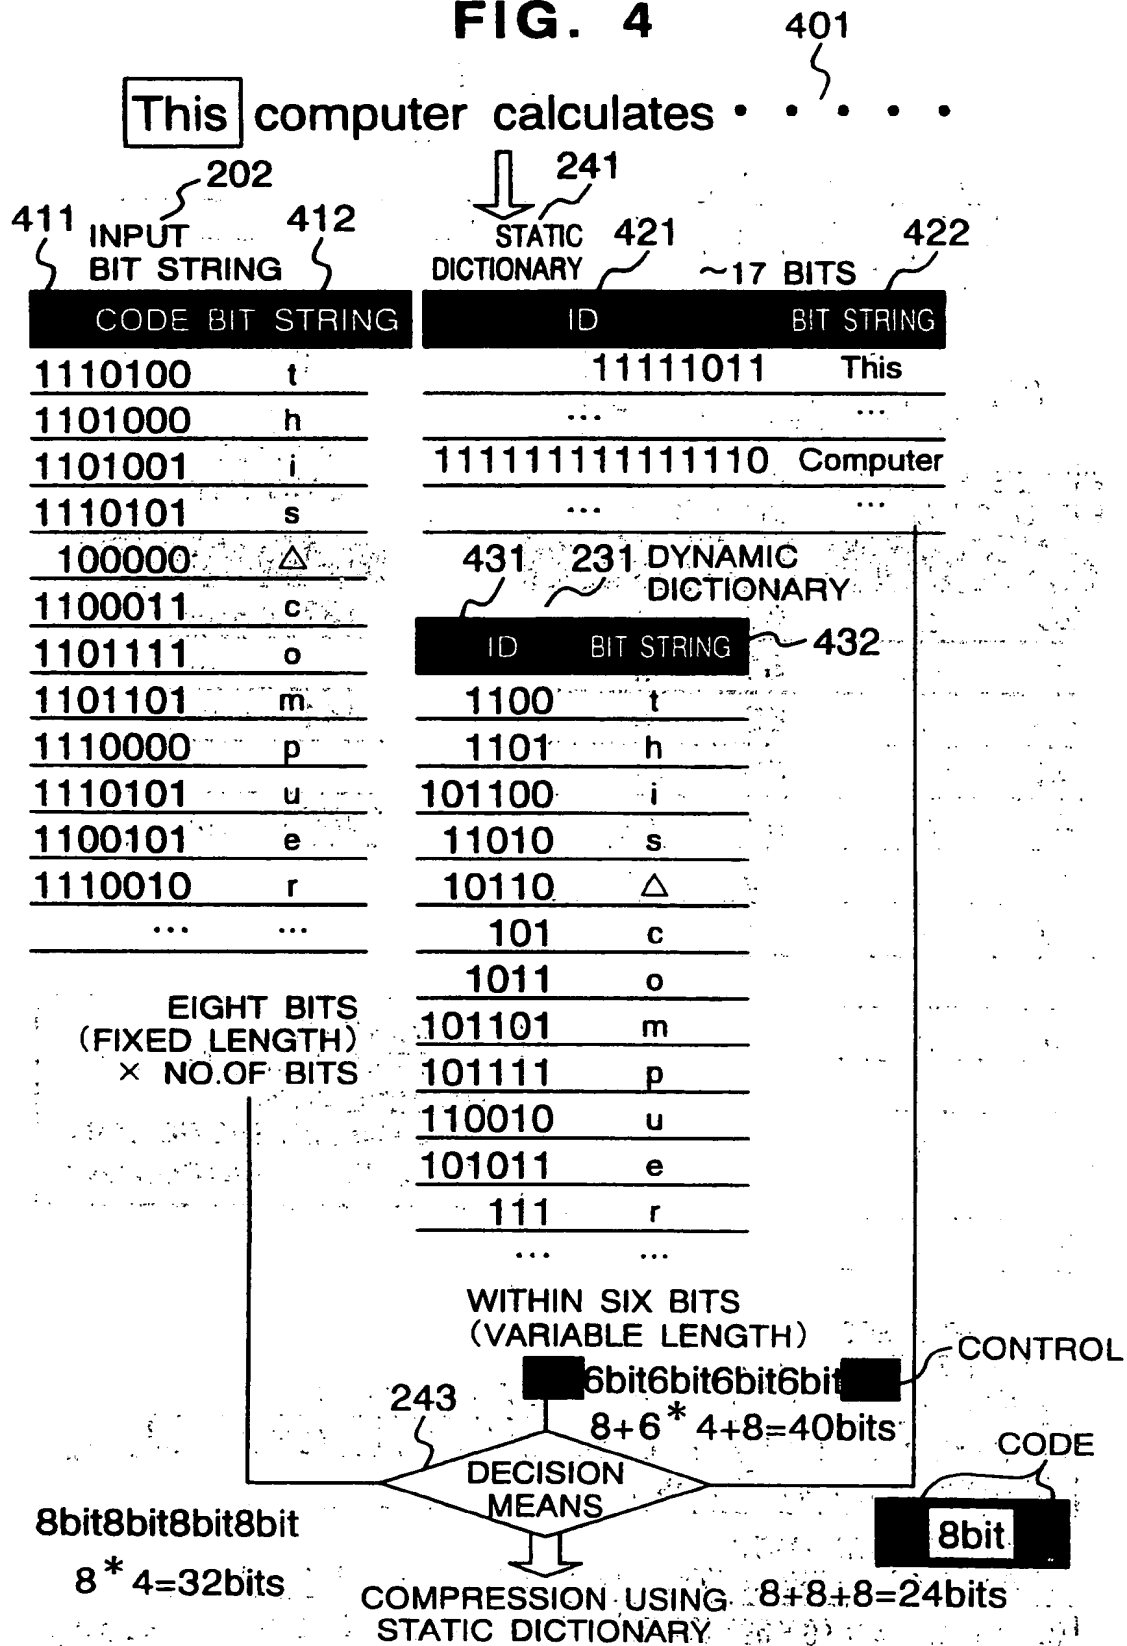 FIG. 4
401
This computer calculates • • • • •
202
241
411
INPUT
BIT STRING
412
STATIC
DICTIONARY
421
~17 BITS
422
CODE BIT STRING
ID BIT STRING
1110100 t
1101000 h
1101001 i
1110101 s
100000 △
1100011 c
1101111 o
1101101 m
1110000 p
1110101 u
1100101 e
1110010 r
... ...
11111011 This
... ...
1111111111111110 Computer
... ...
431
231 DYNAMIC
DICTIONARY
ID BIT STRING
432
1100 t
1101 h
101100 i
11010 s
10110 △
101 c
1011 o
101101 m
101111 p
110010 u
101011 e
111 r
... ...
EIGHT BITS
(FIXED LENGTH)
× NO.OF BITS
WITHIN SIX BITS
(VARIABLE LENGTH)
6bit6bit6bit6bit
CONTROL
8+6*4+8=40bits
243
DECISION
MEANS
CODE
8bit8bit8bit8bit
8*4=32bits
8bit
8+8+8=24bits
COMPRESSION USING
STATIC DICTIONARY